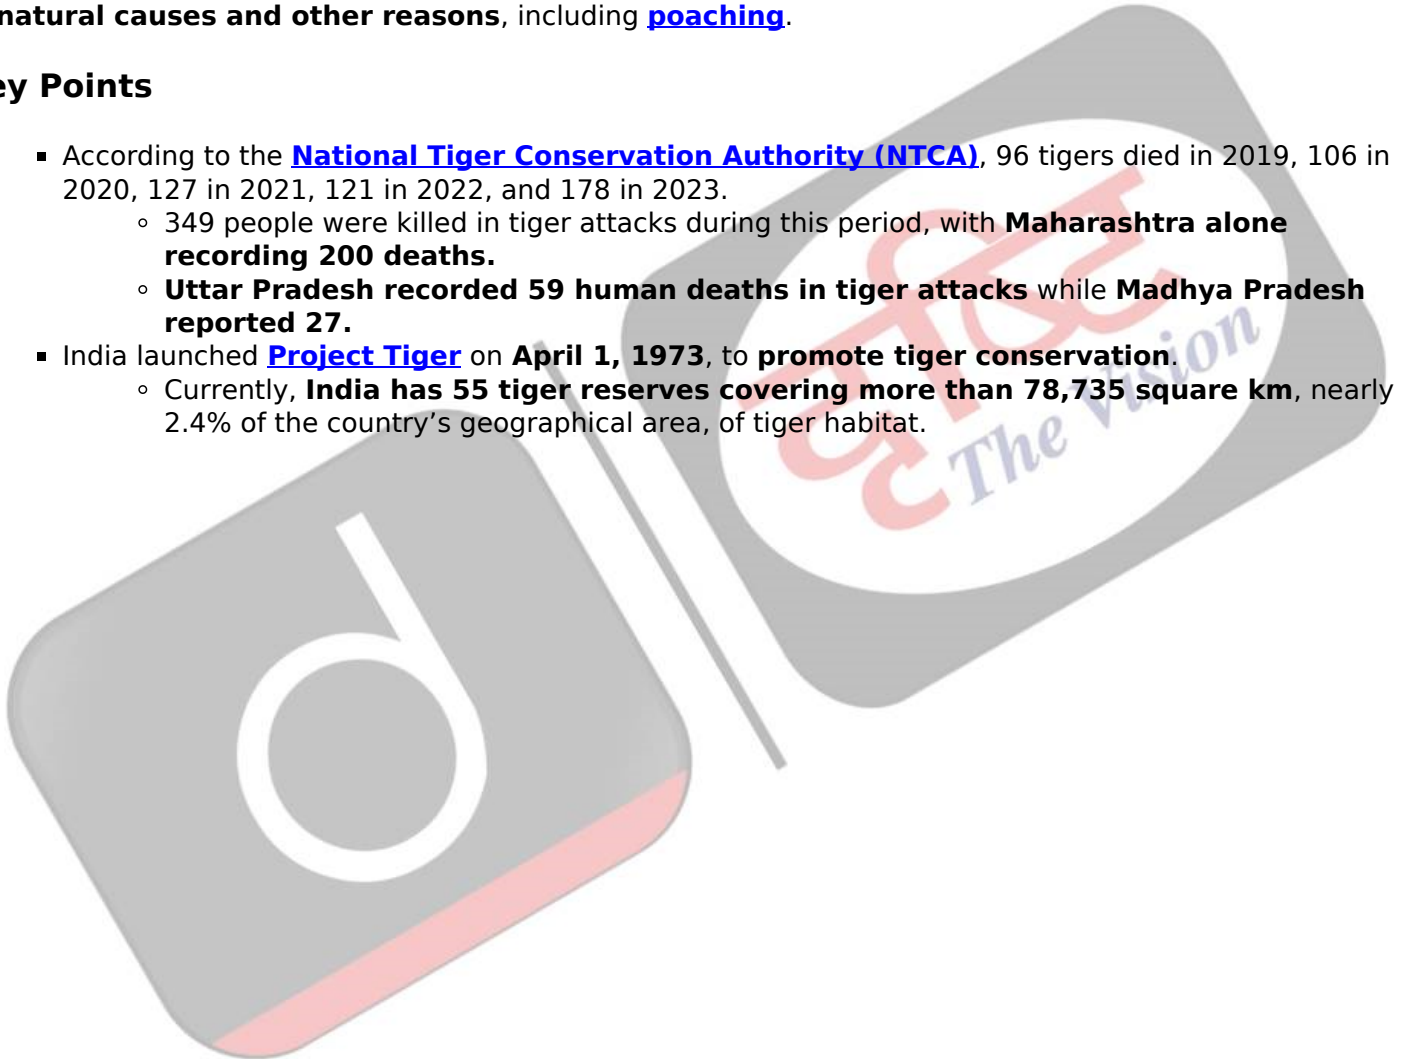 natural causes and other reasons, including poaching.
ey Points
▪ According to the National Tiger Conservation Authority (NTCA), 96 tigers died in 2019, 106 in
2020, 127 in 2021, 121 in 2022, and 178 in 2023.
◦ 349 people were killed in tiger attacks during this period, with Maharashtra alone
recording 200 deaths.
◦ Uttar Pradesh recorded 59 human deaths in tiger attacks while Madhya Pradesh
reported 27.
▪ India launched Project Tiger on April 1, 1973, to promote tiger conservation.
◦ Currently, India has 55 tiger reserves covering more than 78,735 square km, nearly
2.4% of the country’s geographical area, of tiger habitat.
दृष्टि
The Vision
d